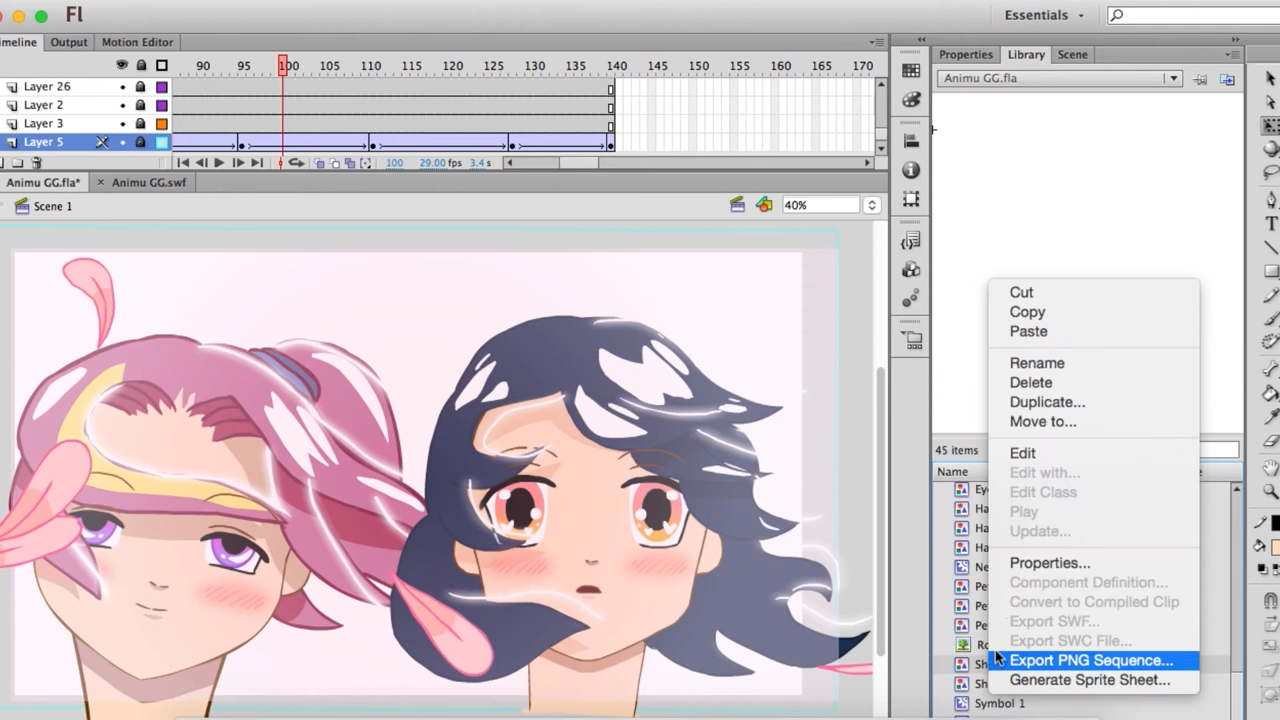 Fl
Essentials
Timeline Output Motion Editor
Properties Library Scene
90 95 100 105 110 115 120 125 130 135 140 145 150 155 160 165 170
Animu GG.fla
Layer 26
Layer 2
Layer 3
Layer 5
100 29.00 fps 3.4 s
Animu GG.fla* × Animu GG.swf
Scene 1
40%
Cut
Copy
Paste
Rename
Delete
Duplicate...
Move to...
45 items
Edit
Name
Edit with...
Edit Class
Play
Update...
Properties...
Component Definition...
Convert to Compiled Clip
Export SWF...
Export SWC File...
Export PNG Sequence...
Generate Sprite Sheet...
Symbol 1